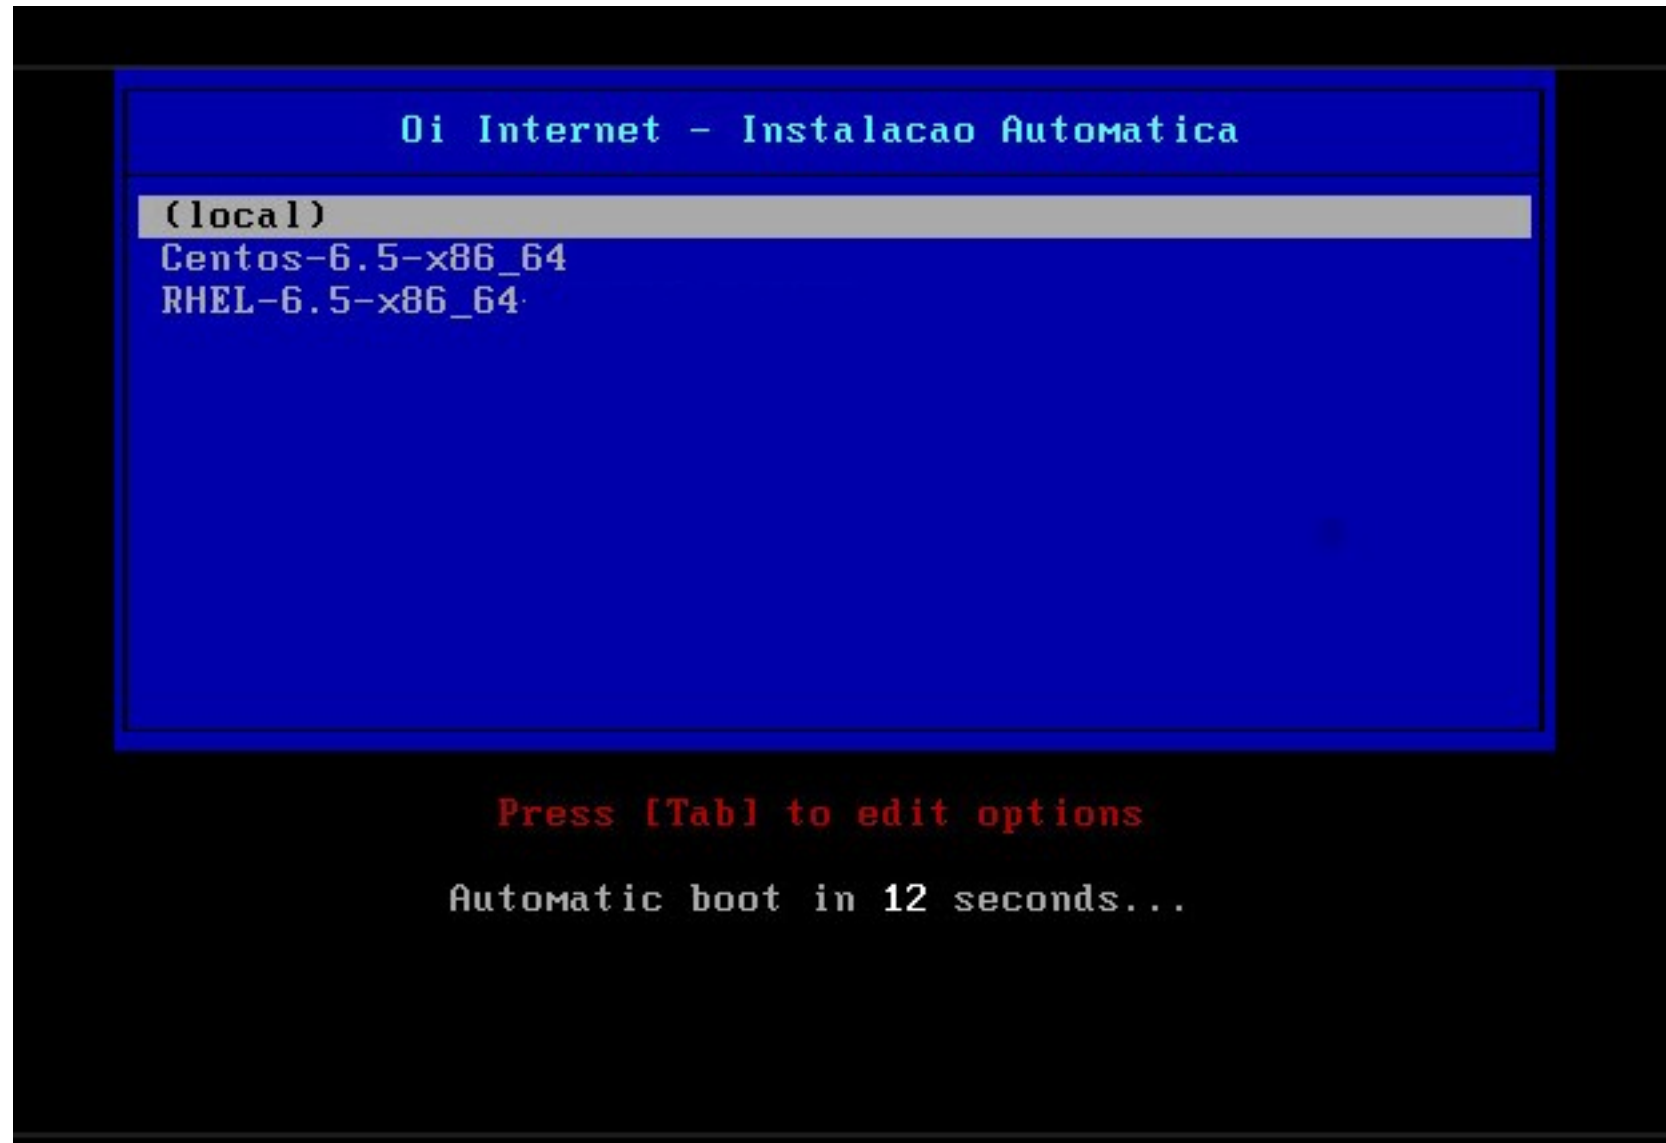 Oi Internet - Instalacao Automatica
(local)
Centos-6.5-x86_64
RHEL-6.5-x86_64
Press [Tab] to edit options
Automatic boot in 12 seconds...